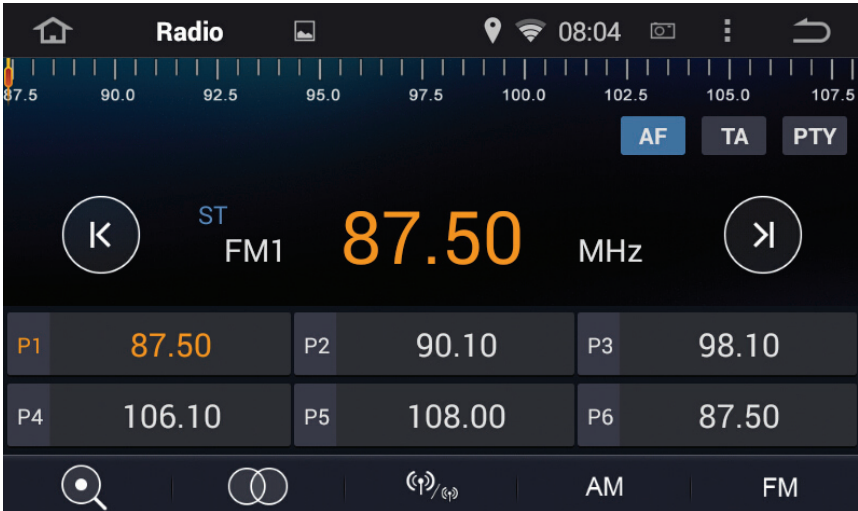 Radio 08:04
87.5 90.0 92.5 95.0 97.5 100.0 102.5 105.0 107.5
AF TA PTY
ST
FM1 87.50 MHz
P1 87.50 P2 90.10 P3 98.10
P4 106.10 P5 108.00 P6 87.50
AM FM